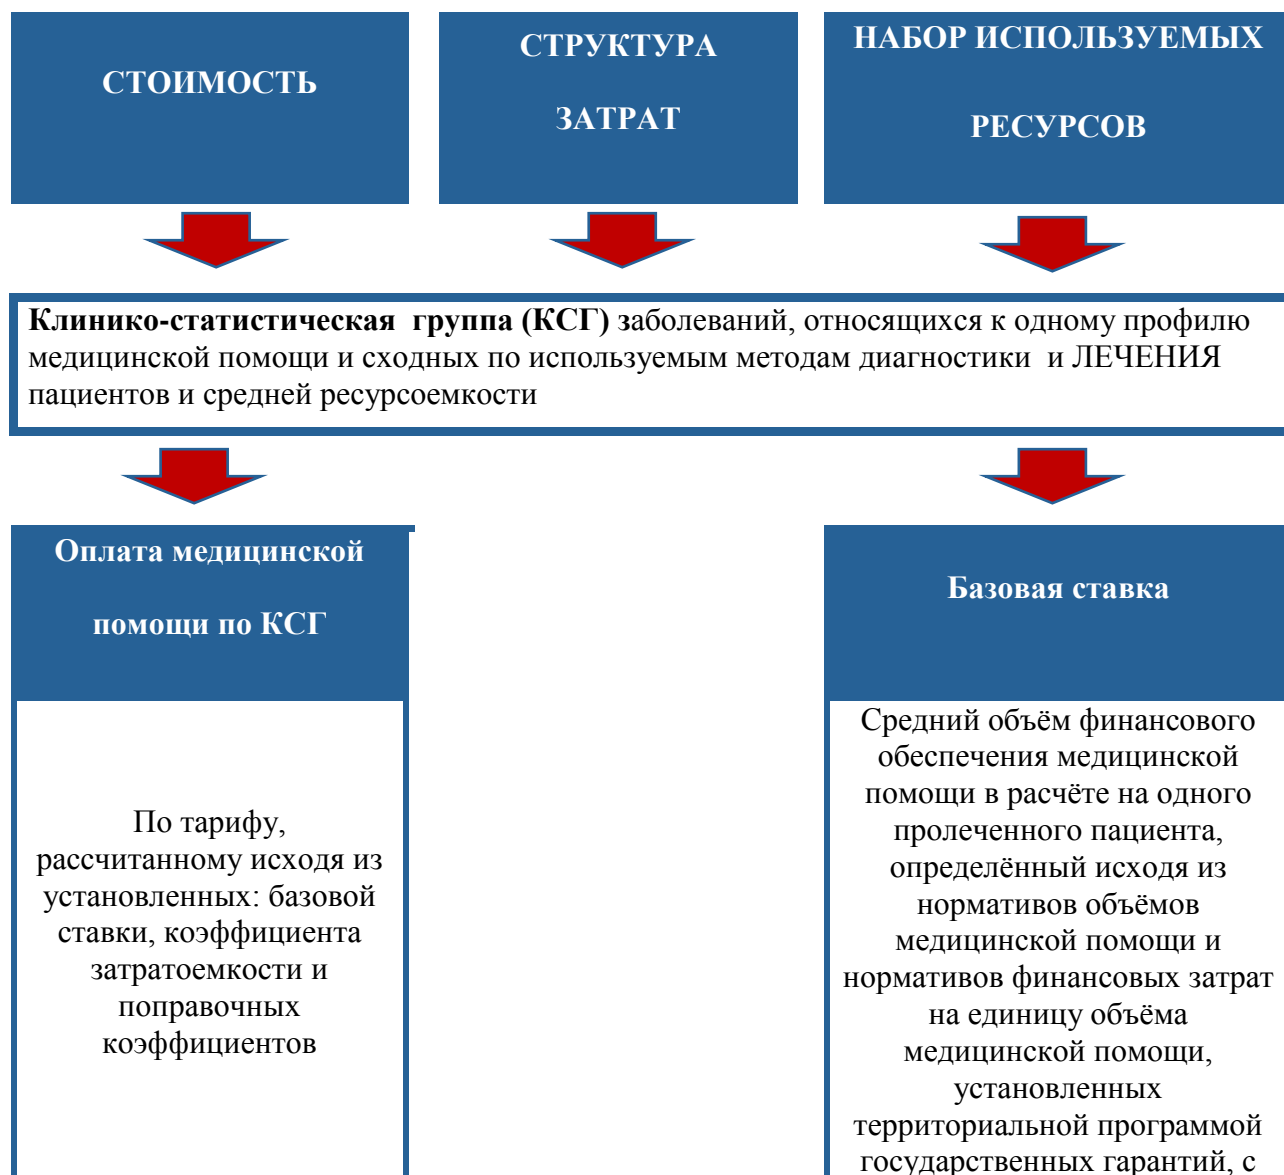 СТОИМОСТЬ
СТРУКТУРА
ЗАТРАТ
НАБОР ИСПОЛЬЗУЕМЫХ
РЕСУРСОВ
Клинико-статистическая группа (КСГ) заболеваний, относящихся к одному профилю
медицинской помощи и сходных по используемым методам диагностики и ЛЕЧЕНИЯ
пациентов и средней ресурсоемкости
Оплата медицинской
помощи по КСГ
По тарифу,
рассчитанному исходя из
установленных: базовой
ставки, коэффициента
затратоемкости и
поправочных
коэффициентов
Базовая ставка
Средний объём финансового
обеспечения медицинской
помощи в расчёте на одного
пролеченного пациента,
определённый исходя из
нормативов объёмов
медицинской помощи и
нормативов финансовых затрат
на единицу объёма
медицинской помощи,
установленных
территориальной программой
государственных гарантий, с